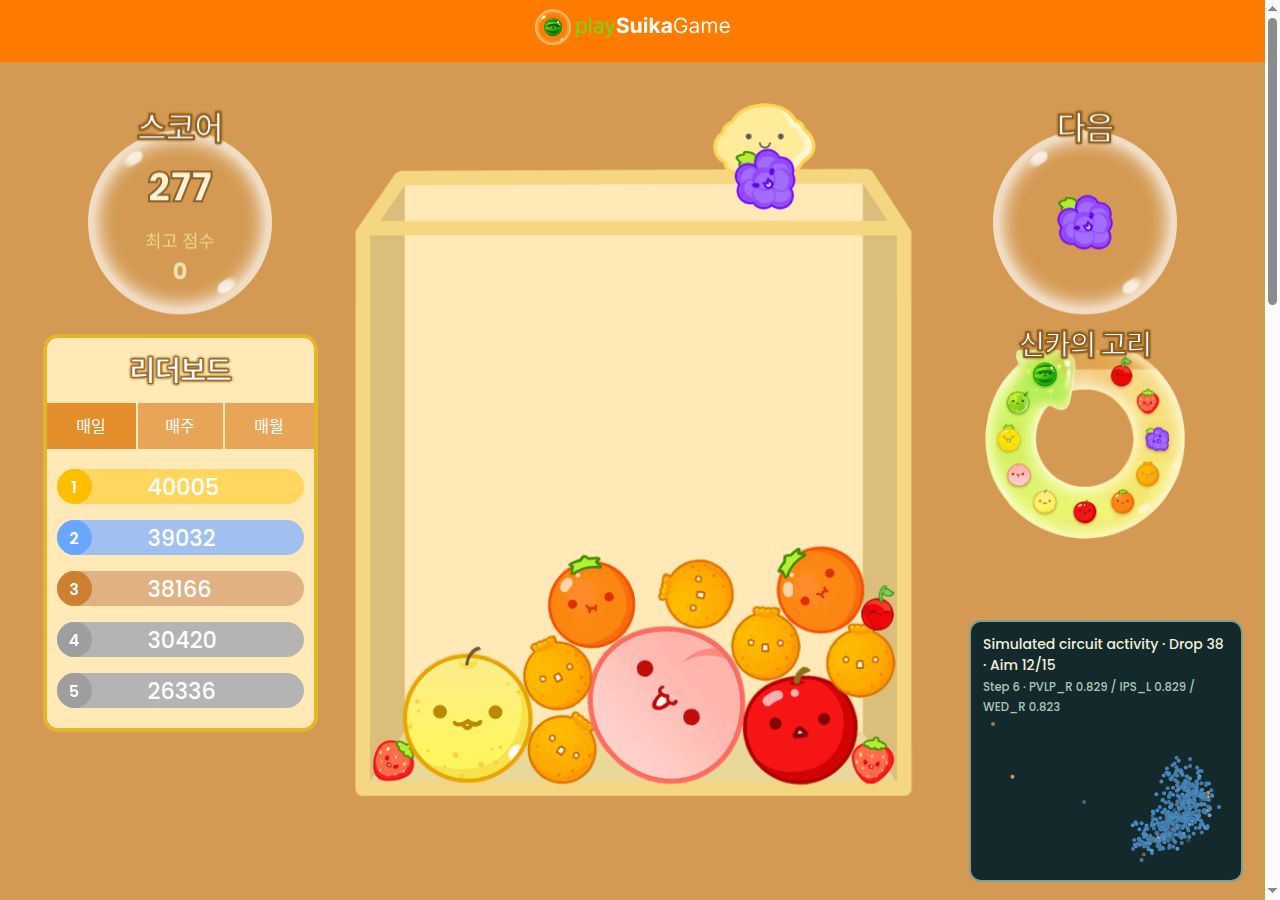 playSuikaGame
스코어
277
최고 점수
0
리더보드
매일 매주 매월
1 40005
2 39032
3 38166
4 30420
5 26336
다음
신카의 고리
Simulated circuit activity · Drop 38
· Aim 12/15
Step 6 · PVLP_R 0.829 / IPS_L 0.829 /
WED_R 0.823